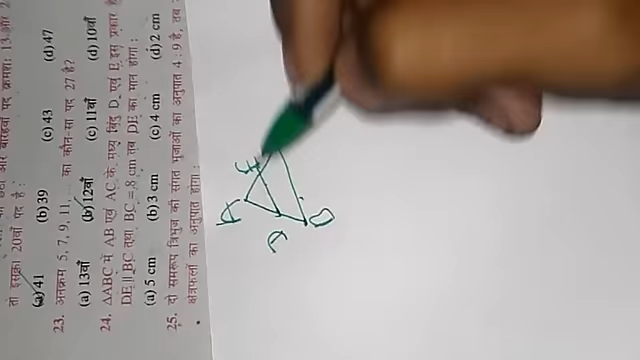 तो इसका 20वाँ पद है :
(a) 41 (b) 39 (c) 43 (d) 47
23. अनुक्रम 5, 7, 9, 11, ... का कौन-सा पद 27 है?
(a) 13वाँ (b) 12वाँ (c) 11वाँ (d) 10वाँ
24. ΔABC में AB एवं AC के मध्य बिंदु D एवं E इस प्रकार है
DE || BC तथा BC = 8 cm तब DE का मान होगा :
(a) 5 cm (b) 3 cm (c) 4 cm (d) 2 cm
25. दो समरूप त्रिभुज की संगत भुजाओं का अनुपात 4 : 9 है, तब
क्षेत्रफलों का अनुपात होगा :
A
E
D